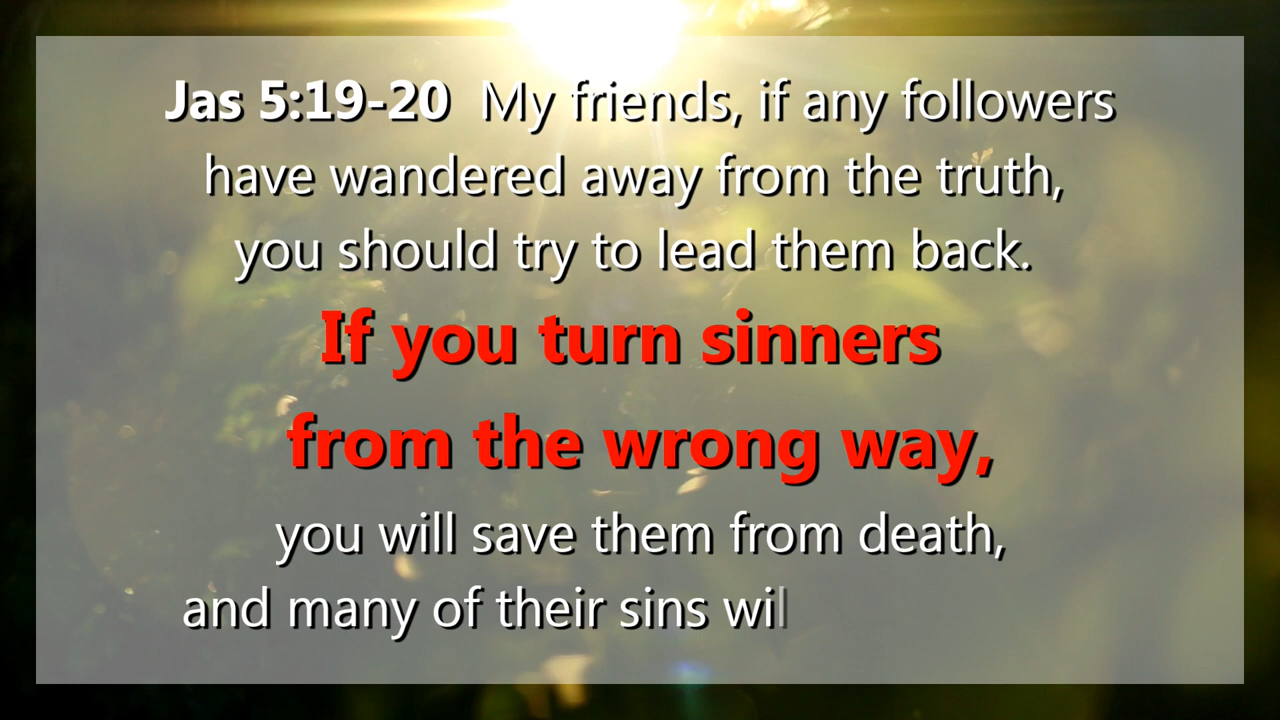 Jas 5:19-20 My friends, if any followers
have wandered away from the truth,
you should try to lead them back.
If you turn sinners
from the wrong way,
you will save them from death,
and many of their sins wil